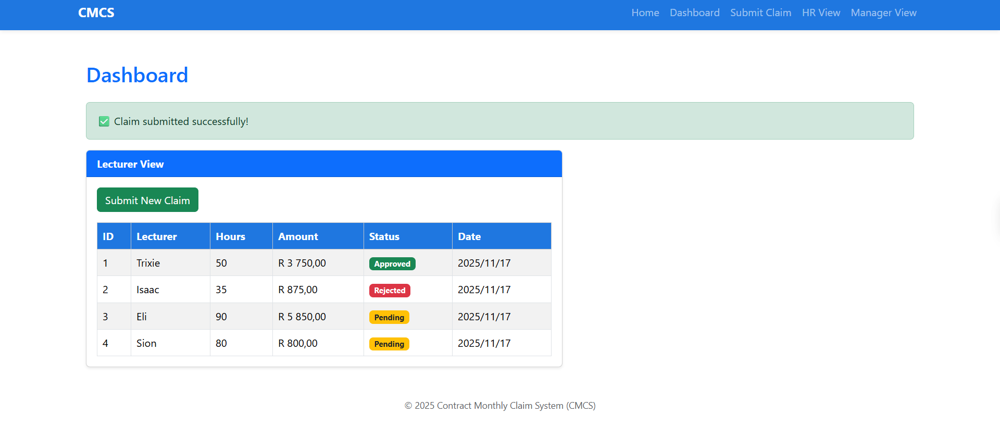 CMCS Home Dashboard Submit Claim HR View Manager View
Dashboard
✅ Claim submitted successfully!
Lecturer View
Submit New Claim
ID Lecturer Hours Amount Status Date
1 Trixie 50 R 3 750,00 Approved 2025/11/17
2 Isaac 35 R 875,00 Rejected 2025/11/17
3 Eli 90 R 5 850,00 Pending 2025/11/17
4 Sion 80 R 800,00 Pending 2025/11/17
© 2025 Contract Monthly Claim System (CMCS)